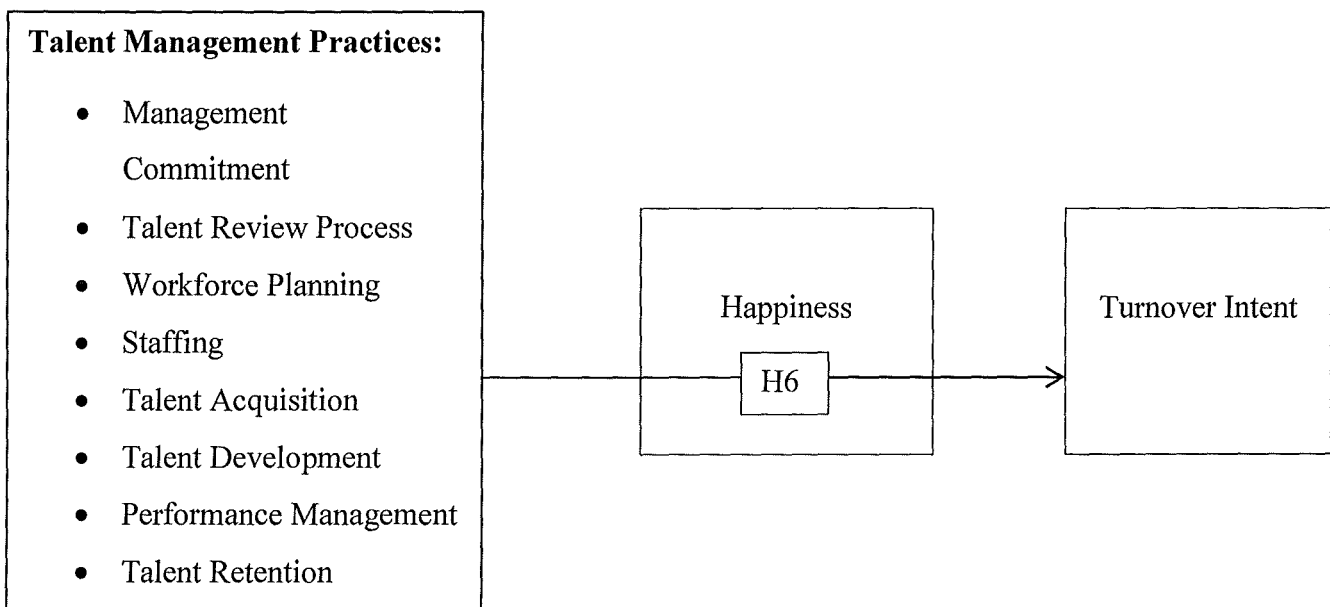 Talent Management Practices:
• Management
Commitment
• Talent Review Process
• Workforce Planning
• Staffing
• Talent Acquisition
• Talent Development
• Performance Management
• Talent Retention
Happiness
H6
Turnover Intent